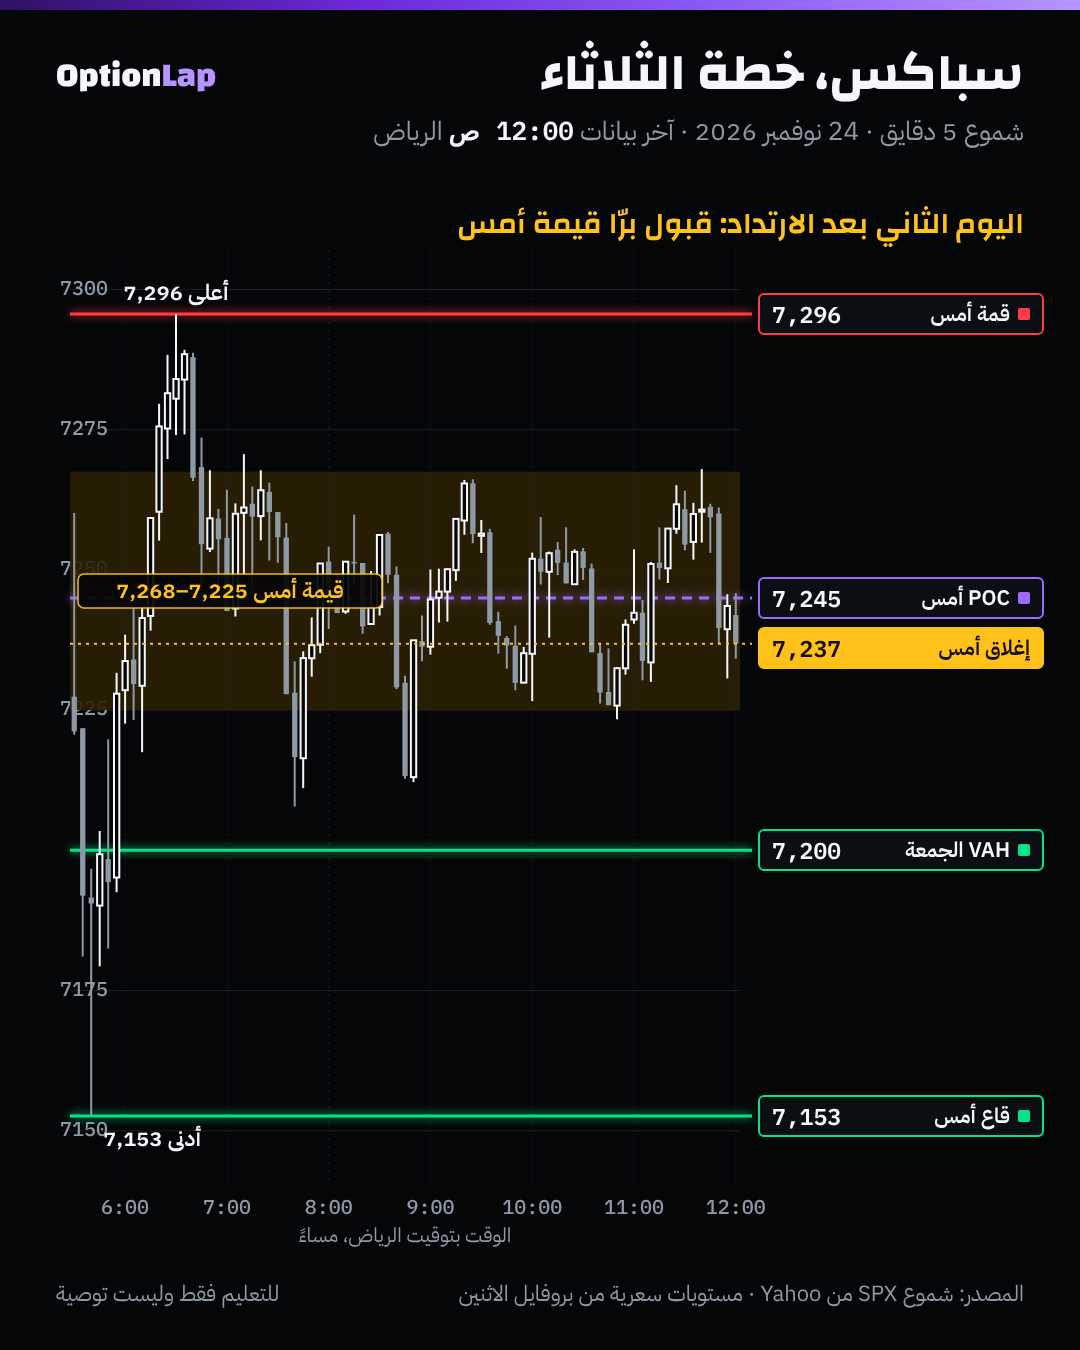 سباكس، خطة الثلاثاء
OptionLap
شموع 5 دقايق · 24 نوفمبر 2026 · آخر بيانات 12:00 ص الرياض
اليوم الثاني بعد الارتداد: قبول برّا قيمة أمس
7300
أعلى 7,296
قمة أمس 7,296
7275
7250
قيمة أمس 7,225–7,268
POC أمس 7,245
إغلاق أمس 7,237
7225
VAH الجمعة 7,200
7175
قاع أمس 7,153
7150
أدنى 7,153
6:00 7:00 8:00 9:00 10:00 11:00 12:00
الوقت بتوقيت الرياض، مساءً
المصدر: شموع SPX من Yahoo · مستويات سعرية من بروفايل الاثنين
للتعليم فقط وليست توصية